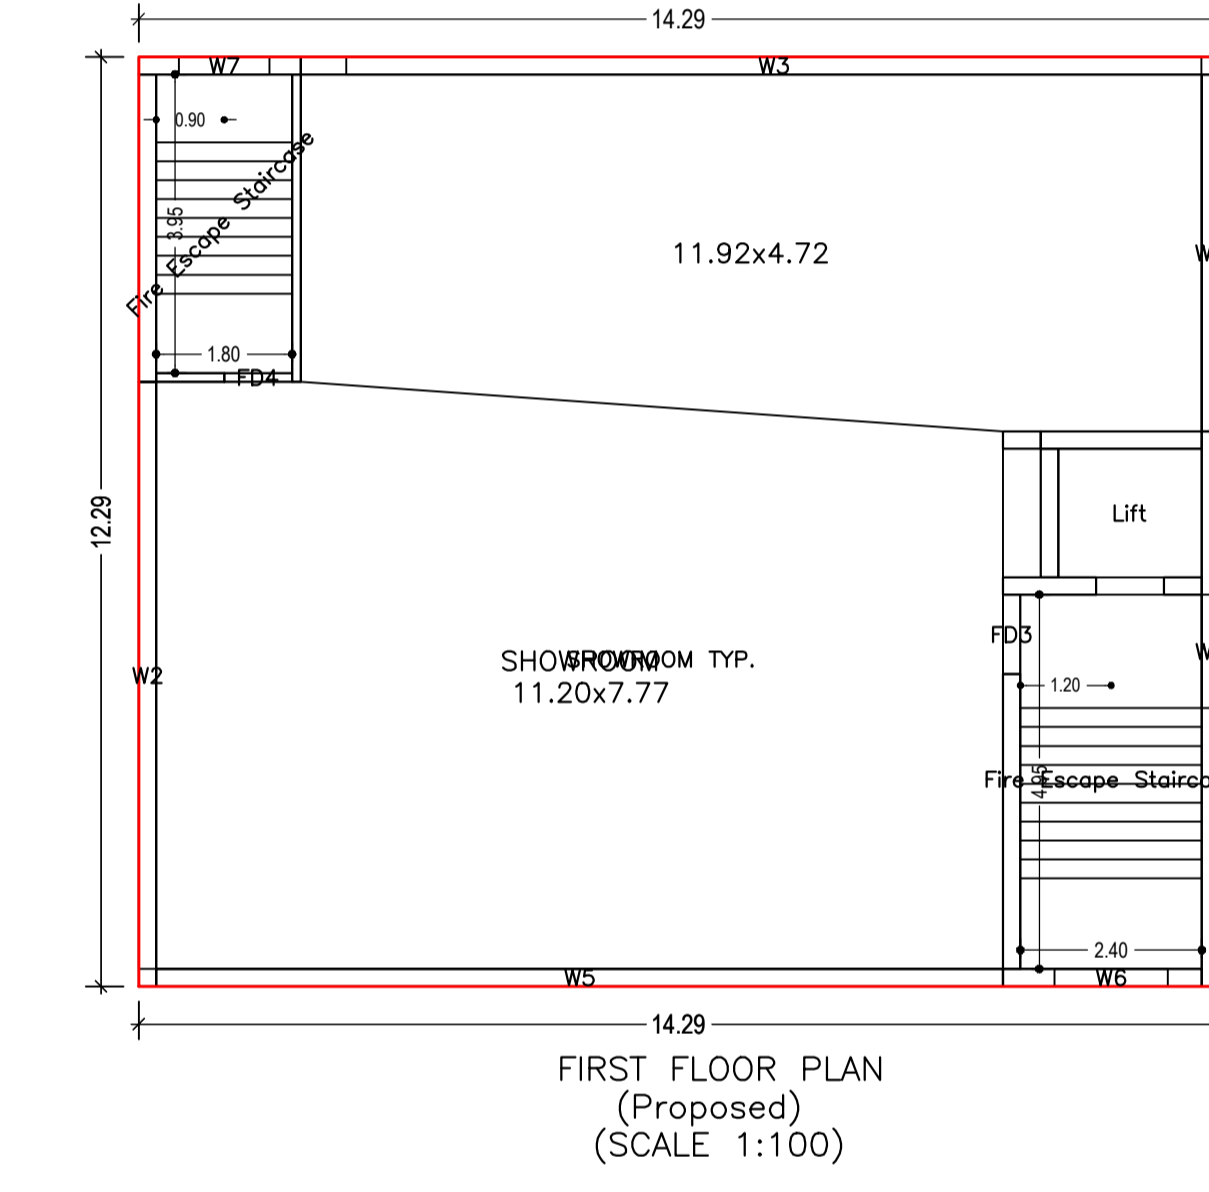 14.29
W7
W3
0.90
Fire Escape Staircase
3.95
11.92x4.72
W
1.80
FD4
12.29
Lift
FD3
SHOWROOM
SHOWROOM TYP.
11.20x7.77
W2
W
1.20
Fire Escape Stairca
4.95
2.40
W5
W6
14.29
FIRST FLOOR PLAN
(Proposed)
(SCALE 1:100)